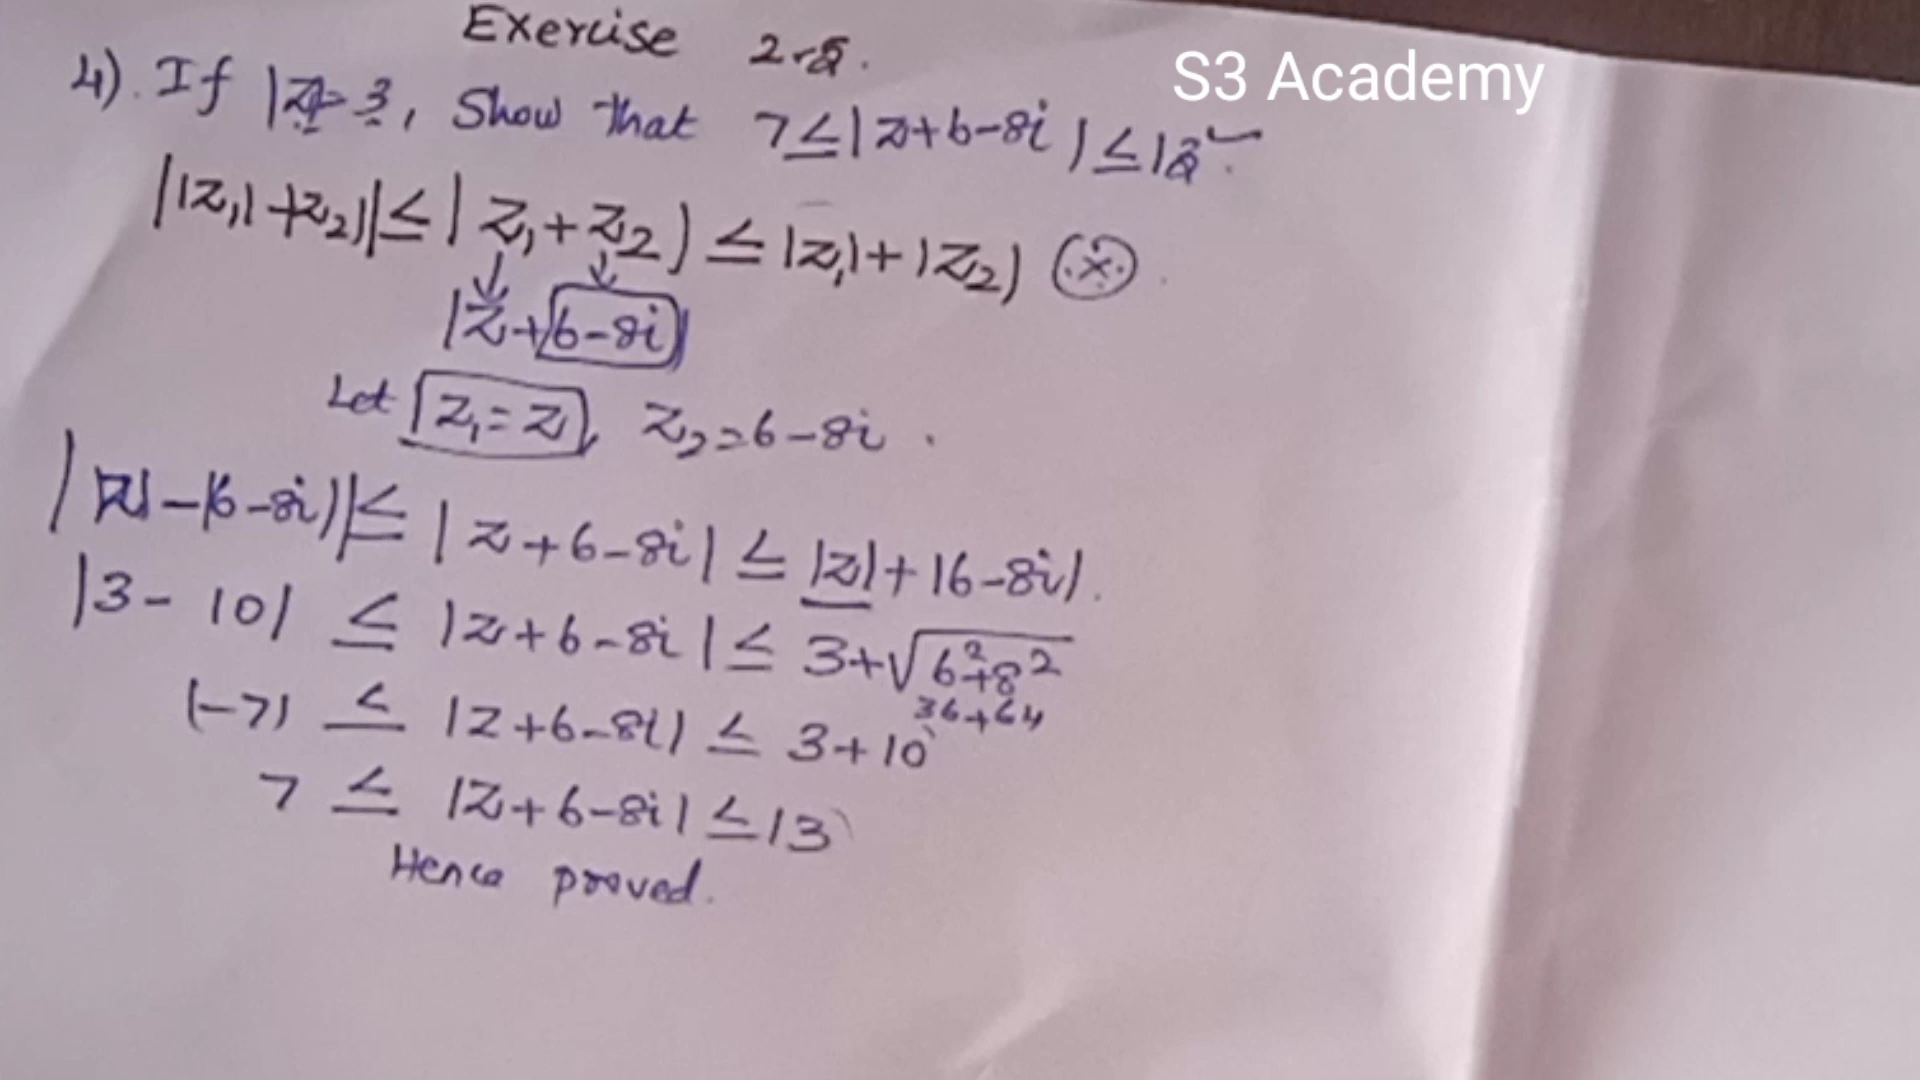 Exercise 2.5.
S3 Academy
4). If |z|=3, Show that 7≤|z+6-8i|≤13.
||z₁|+|z₂||≤|z₁+z₂|≤|z₁|+|z₂| (∗)
|z+6-8i|
Let z₁=z, z₂=6-8i.
||z|-|6-8i||≤|z+6-8i|≤|z|+|6-8i|.
|3-10| ≤ |z+6-8i| ≤ 3+√6²+8²
36+64
|-7| ≤ |z+6-8i| ≤ 3+10
7 ≤ |z+6-8i| ≤ 13
Hence proved.